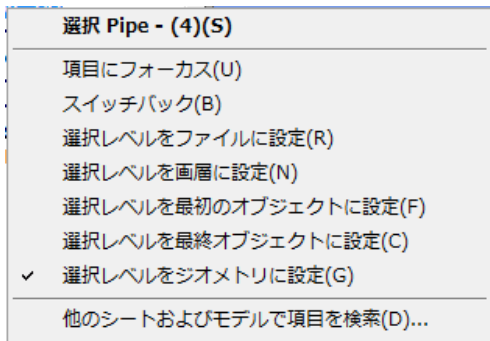 選択 Pipe - (4)(S)
項目にフォーカス(U)
スイッチバック(B)
選択レベルをファイルに設定(R)
選択レベルを画層に設定(N)
選択レベルを最初のオブジェクトに設定(F)
選択レベルを最終オブジェクトに設定(C)
選択レベルをジオメトリに設定(G)
他のシートおよびモデルで項目を検索(D)...